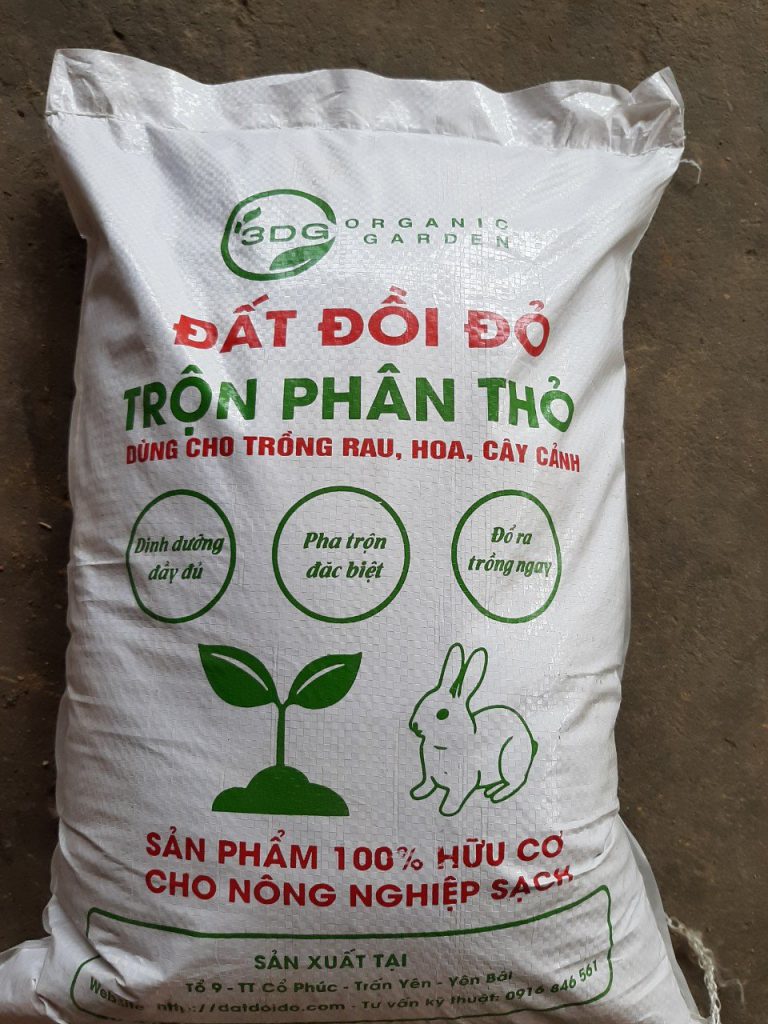 3DG ORGANIC
GARDEN
ĐẤT ĐỒI ĐỎ
TRỘN PHÂN THỎ
DÙNG CHO TRỒNG RAU, HOA, CÂY CẢNH
Dinh dưỡng
đầy đủ
Pha trộn
đặc biệt
Đổ ra
trồng ngay
SẢN PHẨM 100% HỮU CƠ
CHO NÔNG NGHIỆP SẠCH
SẢN XUẤT TẠI
Tổ 9 - TT Cổ Phúc - Trấn Yên - Yên Bái
Website http://datdoido.com - Tư vấn kỹ thuật: 0916 846 561